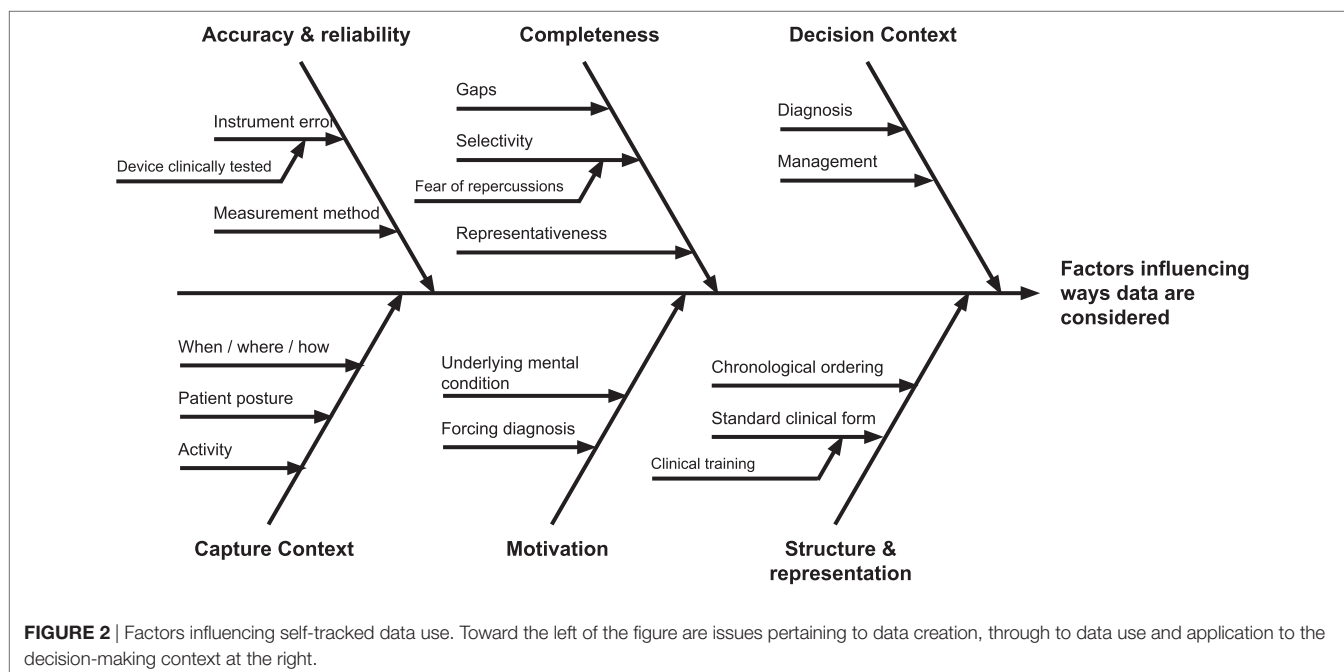 Accuracy & reliability
Completeness
Decision Context
Instrument error
Device clinically tested
Measurement method
Gaps
Selectivity
Fear of repercussions
Representativeness
Diagnosis
Management
Factors influencing
ways data are
considered
When / where / how
Patient posture
Activity
Underlying mental
condition
Forcing diagnosis
Chronological ordering
Standard clinical form
Clinical training
Capture Context
Motivation
Structure &
representation
FIGURE 2 | Factors influencing self-tracked data use. Toward the left of the figure are issues pertaining to data creation, through to data use and application to the
decision-making context at the right.